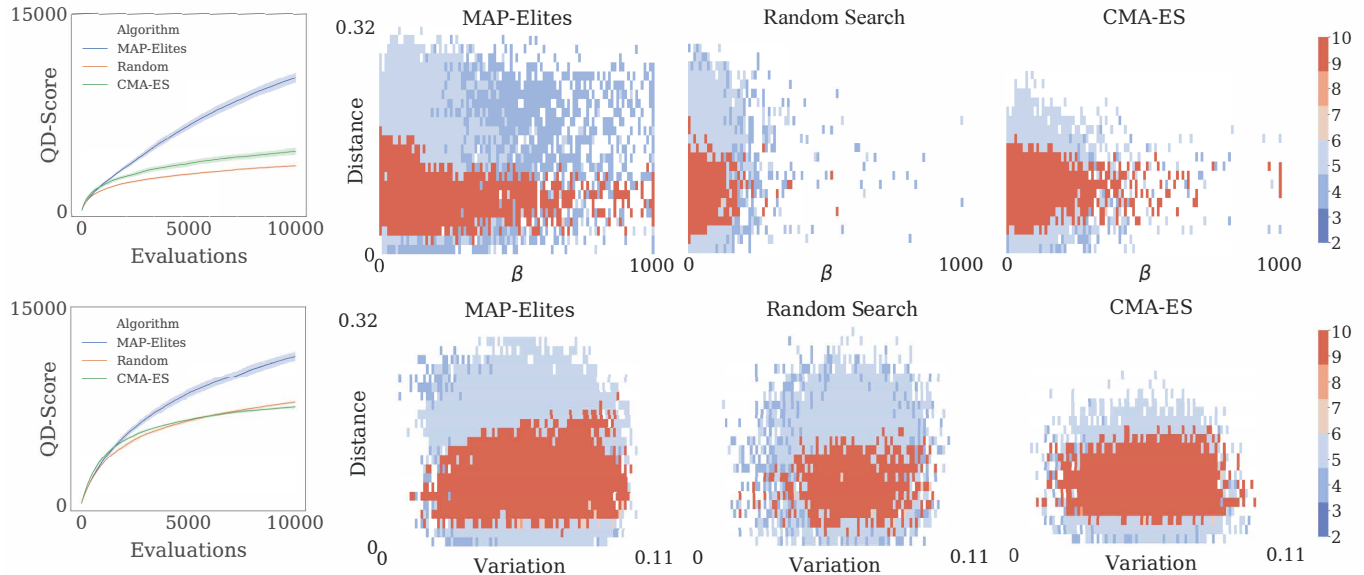 15000
QD-Score
0
Algorithm
MAP-Elites
Random
CMA-ES
0 5000 10000
Evaluations
MAP-Elites
0.32
Distance
0
0 β 1000
Random Search
0 β 1000
CMA-ES
0 β 1000
10
9
8
7
6
5
4
3
2
15000
QD-Score
0
Algorithm
MAP-Elites
Random
CMA-ES
0 5000 10000
Evaluations
MAP-Elites
0.32
Distance
0
0 Variation 0.11
Random Search
0 Variation 0.11
CMA-ES
0 Variation 0.11
10
9
8
7
6
5
4
3
2